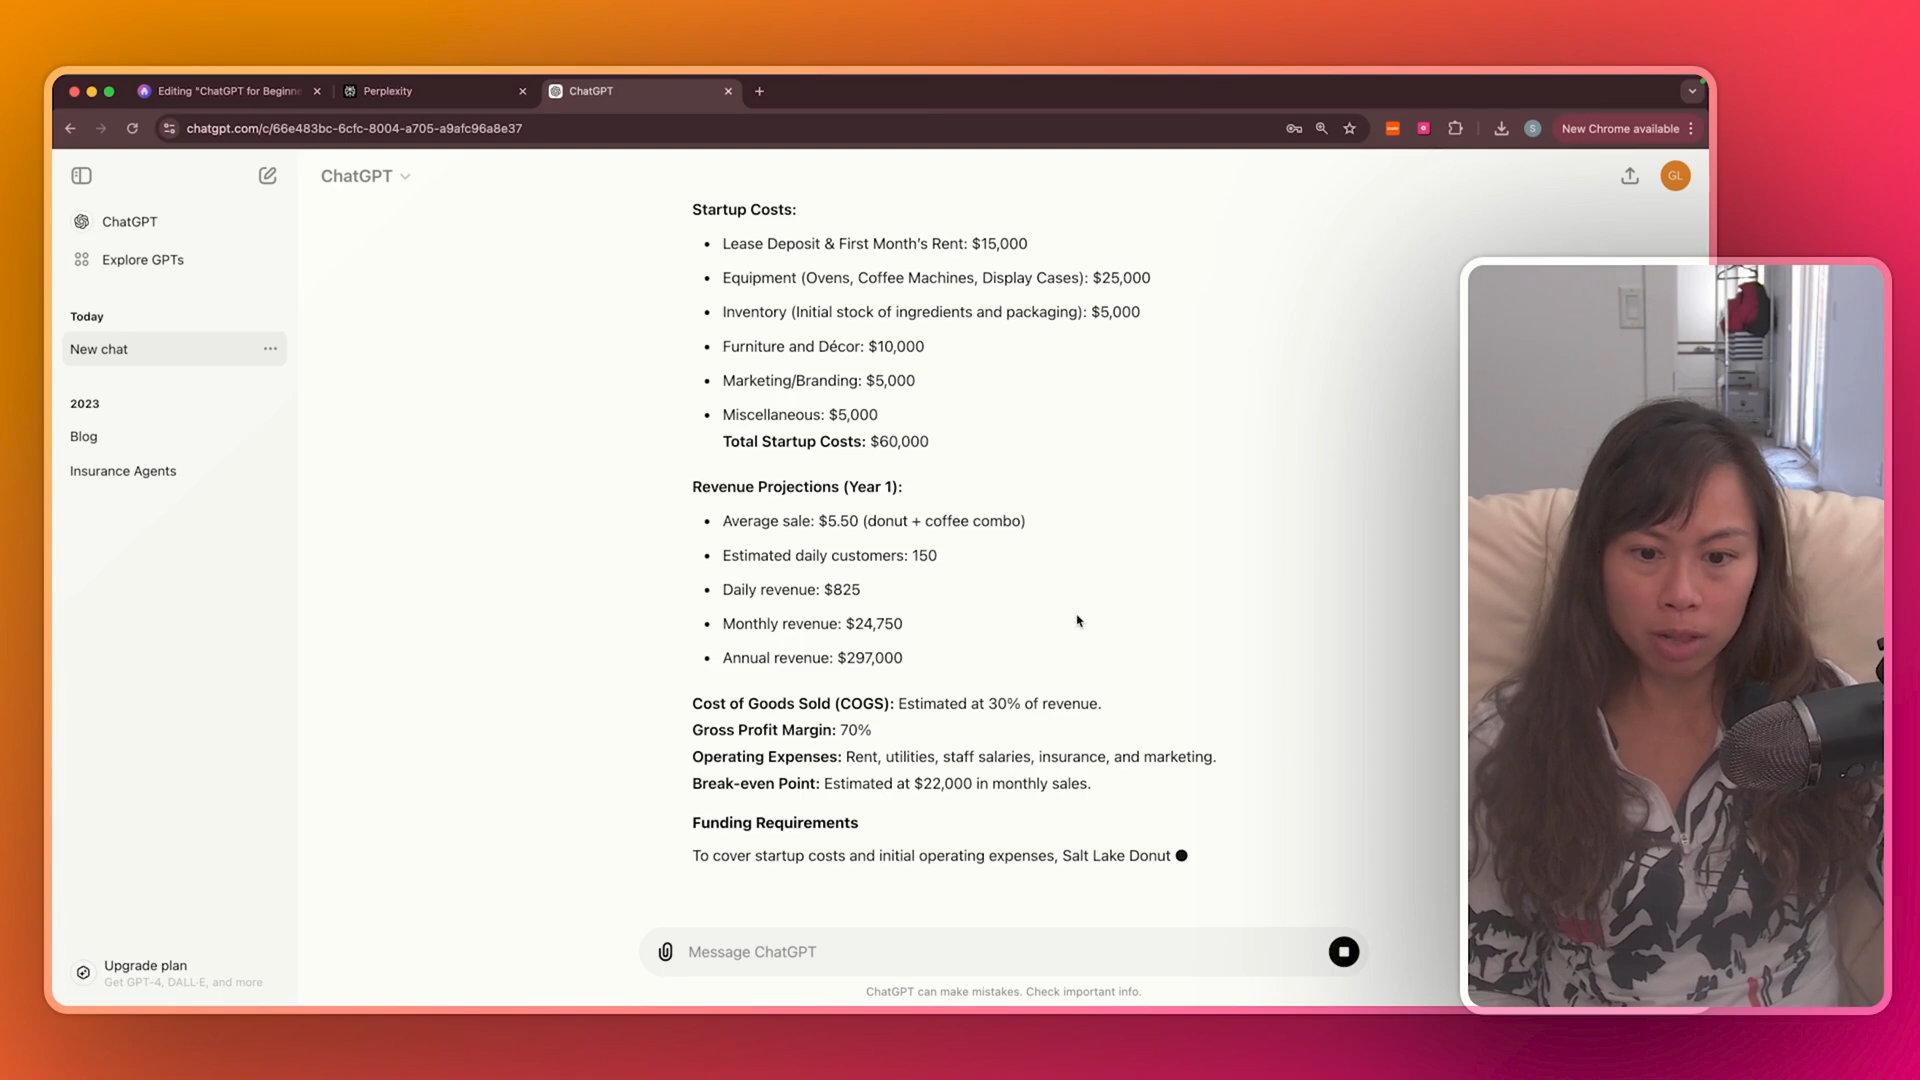 Editing "ChatGPT for Beginne
Perplexity
ChatGPT
chatgpt.com/c/66e483bc-6cfc-8004-a705-a9afc96a8e37
S
New Chrome available
ChatGPT
GL
ChatGPT
Explore GPTs
Today
New chat
2023
Blog
Insurance Agents
Startup Costs:
• Lease Deposit & First Month’s Rent: $15,000
• Equipment (Ovens, Coffee Machines, Display Cases): $25,000
• Inventory (Initial stock of ingredients and packaging): $5,000
• Furniture and Décor: $10,000
• Marketing/Branding: $5,000
• Miscellaneous: $5,000
Total Startup Costs: $60,000
Revenue Projections (Year 1):
• Average sale: $5.50 (donut + coffee combo)
• Estimated daily customers: 150
• Daily revenue: $825
• Monthly revenue: $24,750
• Annual revenue: $297,000
Cost of Goods Sold (COGS): Estimated at 30% of revenue.
Gross Profit Margin: 70%
Operating Expenses: Rent, utilities, staff salaries, insurance, and marketing.
Break-even Point: Estimated at $22,000 in monthly sales.
Funding Requirements
To cover startup costs and initial operating expenses, Salt Lake Donut
Upgrade plan
Get GPT-4, DALL·E, and more
Message ChatGPT
ChatGPT can make mistakes. Check important info.